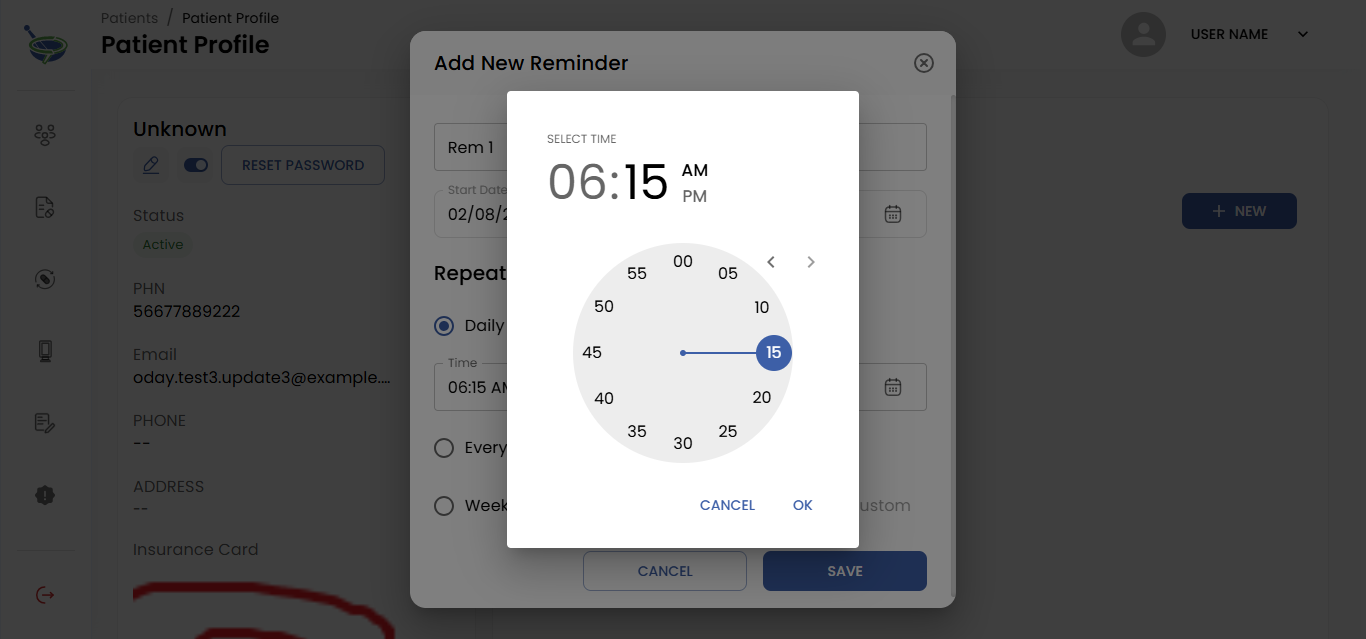 Patients / Patient Profile
Patient Profile
USER NAME
Add New Reminder
Unknown
RESET PASSWORD
Status
Active
PHN
56677889222
Email
oday.test3.update3@example....
PHONE
--
ADDRESS
--
Insurance Card
Rem 1
Start Date
02/08/2
Repeat
Daily
Time
06:15 AM
Every
Week
ustom
CANCEL
SAVE
+ NEW
SELECT TIME
06:15
AM
PM
00
55
05
50
10
45
15
40
20
35
25
30
CANCEL
OK